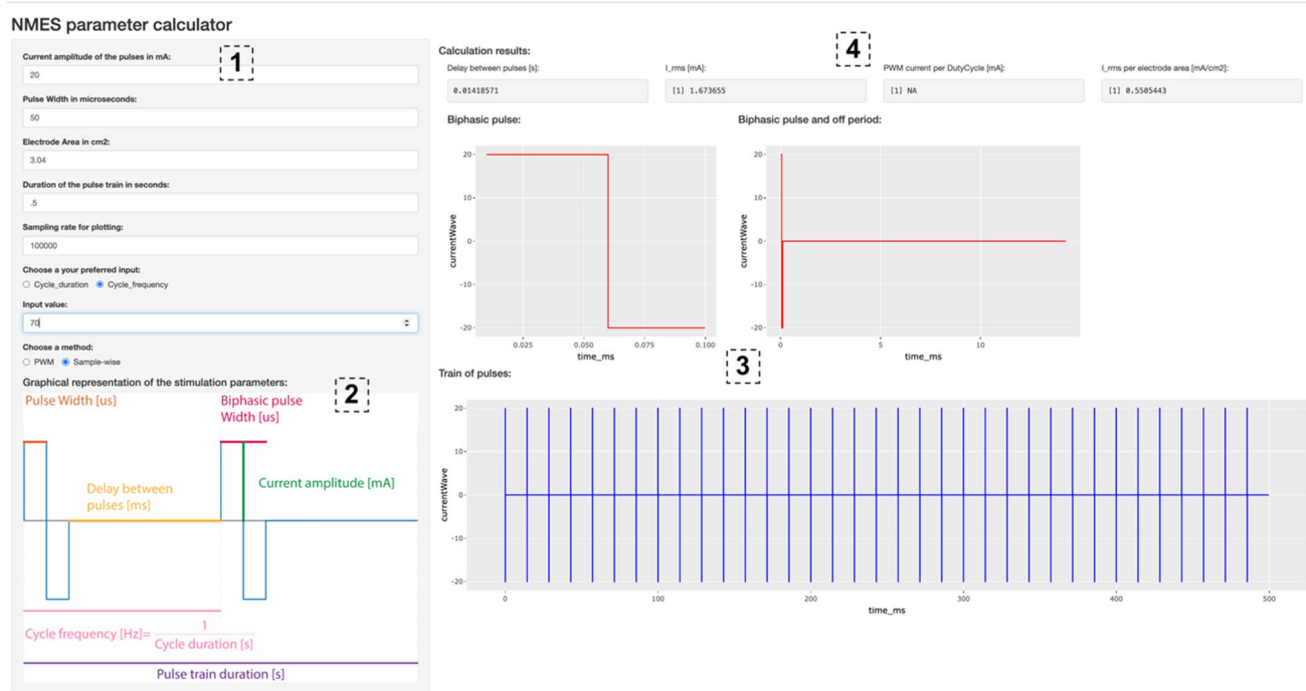 NMES parameter calculator
1
Current amplitude of the pulses in mA:
20
Pulse Width in microseconds:
50
Electrode Area in cm2:
3.04
Duration of the pulse train in seconds:
.5
Sampling rate for plotting:
100000
Choose a your preferred input:
Cycle_duration Cycle_frequency
Input value:
70
Choose a method:
PWM Sample-wise
Graphical representation of the stimulation parameters:
2
Pulse Width [us]
Biphasic pulse
Width [us]
Delay between
pulses [ms]
Current amplitude [mA]
Cycle frequency [Hz]= 1
Cycle duration [s]
Pulse train duration [s]
4
Calculation results:
Delay between pulses [s]: I_rms [mA]: PWM current per DutyCycle [mA]: I_rms per electrode area [mA/cm2]:
0.01418571 [1] 1.673655 [1] NA [1] 0.5505443
Biphasic pulse:
20
10
0
-10
-20
currentWave
0.025 0.050 0.075 0.100
time_ms
Biphasic pulse and off period:
20
10
0
-10
-20
currentWave
0 5 10
time_ms
3
Train of pulses:
20
10
0
-10
-20
currentWave
0 100 200 300 400 500
time_ms